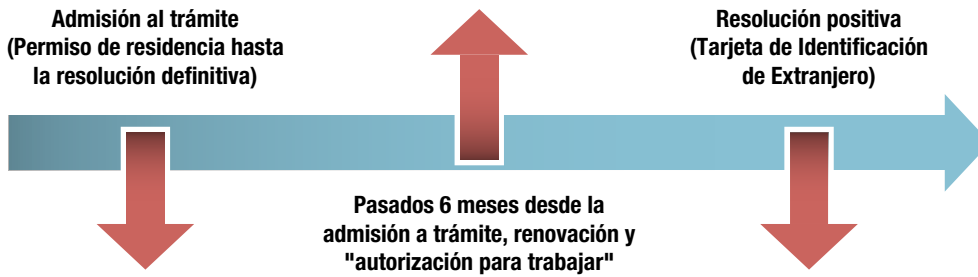 Admisión al trámite
(Permiso de residencia hasta
la resolución definitiva)
Resolución positiva
(Tarjeta de Identificación
de Extranjero)
Pasados 6 meses desde la
admisión a trámite, renovación y
"autorización para trabajar"